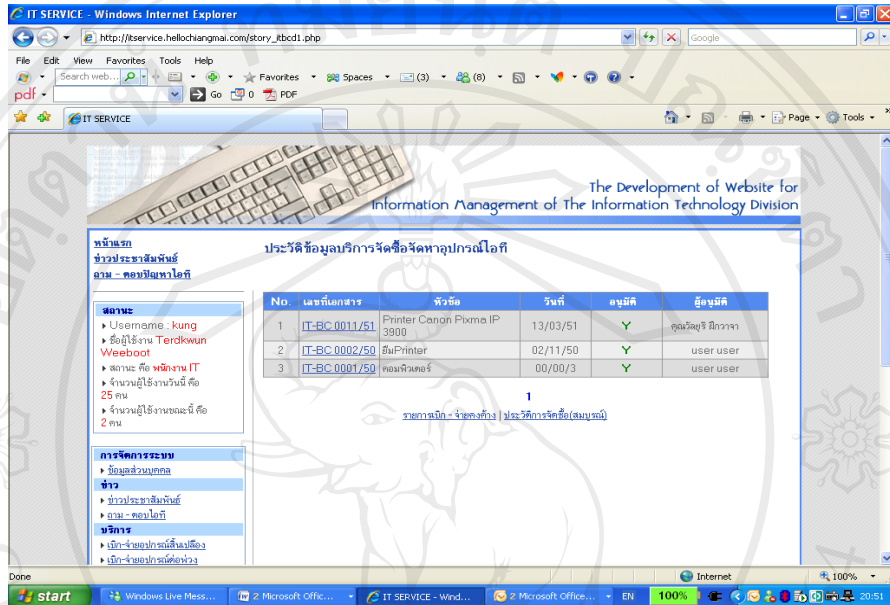 IT SERVICE - Windows Internet Explorer
http://itservice.hellochiangmai.com/story_itbcd1.php
Google
File Edit View Favorites Tools Help
Search web... Favorites Spaces (3) (8)
pdf Go 0 PDF
IT SERVICE
Page Tools
The Development of Website for
Information Management of The Information Technology Division
หน้าแรก
ข่าวประชาสัมพันธ์
ถาม - ตอบปัญหาไอที
สถานะ
Username : kung
ชื่อผู้ใช้งาน Terdkwun
Weeboot
สถานะ คือ พนักงาน IT
จำนวนผู้ใช้งานวันนี้ คือ
25 คน
จำนวนผู้ใช้งานขณะนี้ คือ
2 คน
การจัดการระบบ
ข้อมูลส่วนบุคคล
ข่าว
ข่าวประชาสัมพันธ์
ถาม - ตอบไอที
บริการ
เบิก-จ่ายอุปกรณ์สิ้นเปลือง
เบิก-จ่ายอุปกรณ์ต่อพ่วง
ประวัติข้อมูลบริการจัดซื้อจัดหาอุปกรณ์ไอที
No. เลขที่เอกสาร หัวข้อ วันที่ อนุมัติ ผู้อนุมัติ
1 IT-BC 0011/51 Printer Canon Pixma IP 3900 13/03/51 Y
2 IT-BC 0002/50 ยืมPrinter 02/11/50 Y user user
3 IT-BC 0001/50 คอมพิวเตอร์ 00/00/3 Y user user
1
รายการเบิก - จ่ายคงค้าง | ประวัติการจัดซื้อ(สมบูรณ์)
Done Internet 100%
start Windows Live Mess... 2 Microsoft Offic... IT SERVICE - Wind... 2 Microsoft Office... EN 100% 20:51